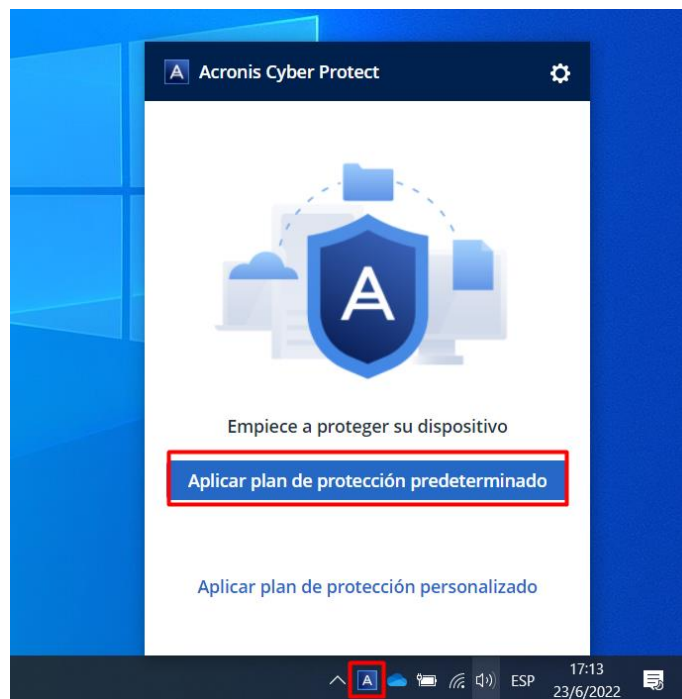 Acronis Cyber Protect
Empiece a proteger su dispositivo
Aplicar plan de protección predeterminado
Aplicar plan de protección personalizado
ESP
17:13
23/6/2022